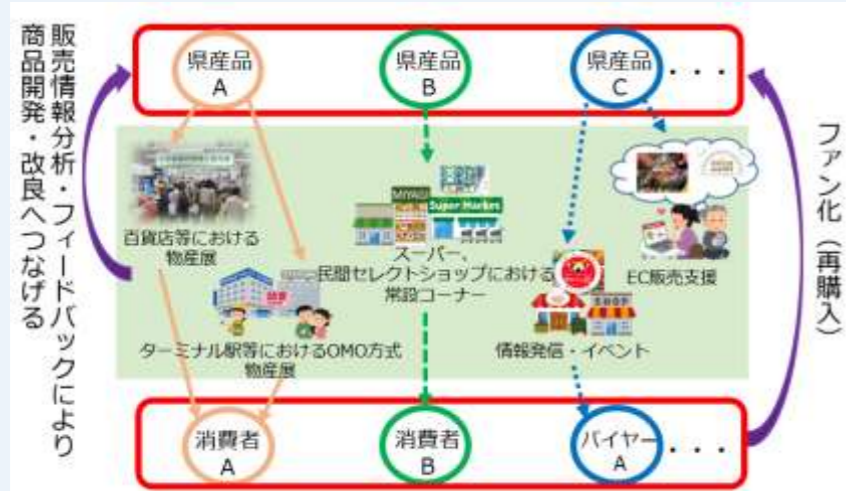 販売情報分析・フィードバックにより
商品開発・改良へつなげる
県産品
A
県産品
B
県産品
C
・・・
百貨店等における
物産展
MIYAGI
Super Market
スーパー、
民間セレクトショップにおける
常設コーナー
EC販売支援
ターミナル駅等におけるOMO方式
物産展
SHOP
情報発信・イベント
消費者
A
消費者
B
バイヤー
A
・・・
ファン化（再購入）